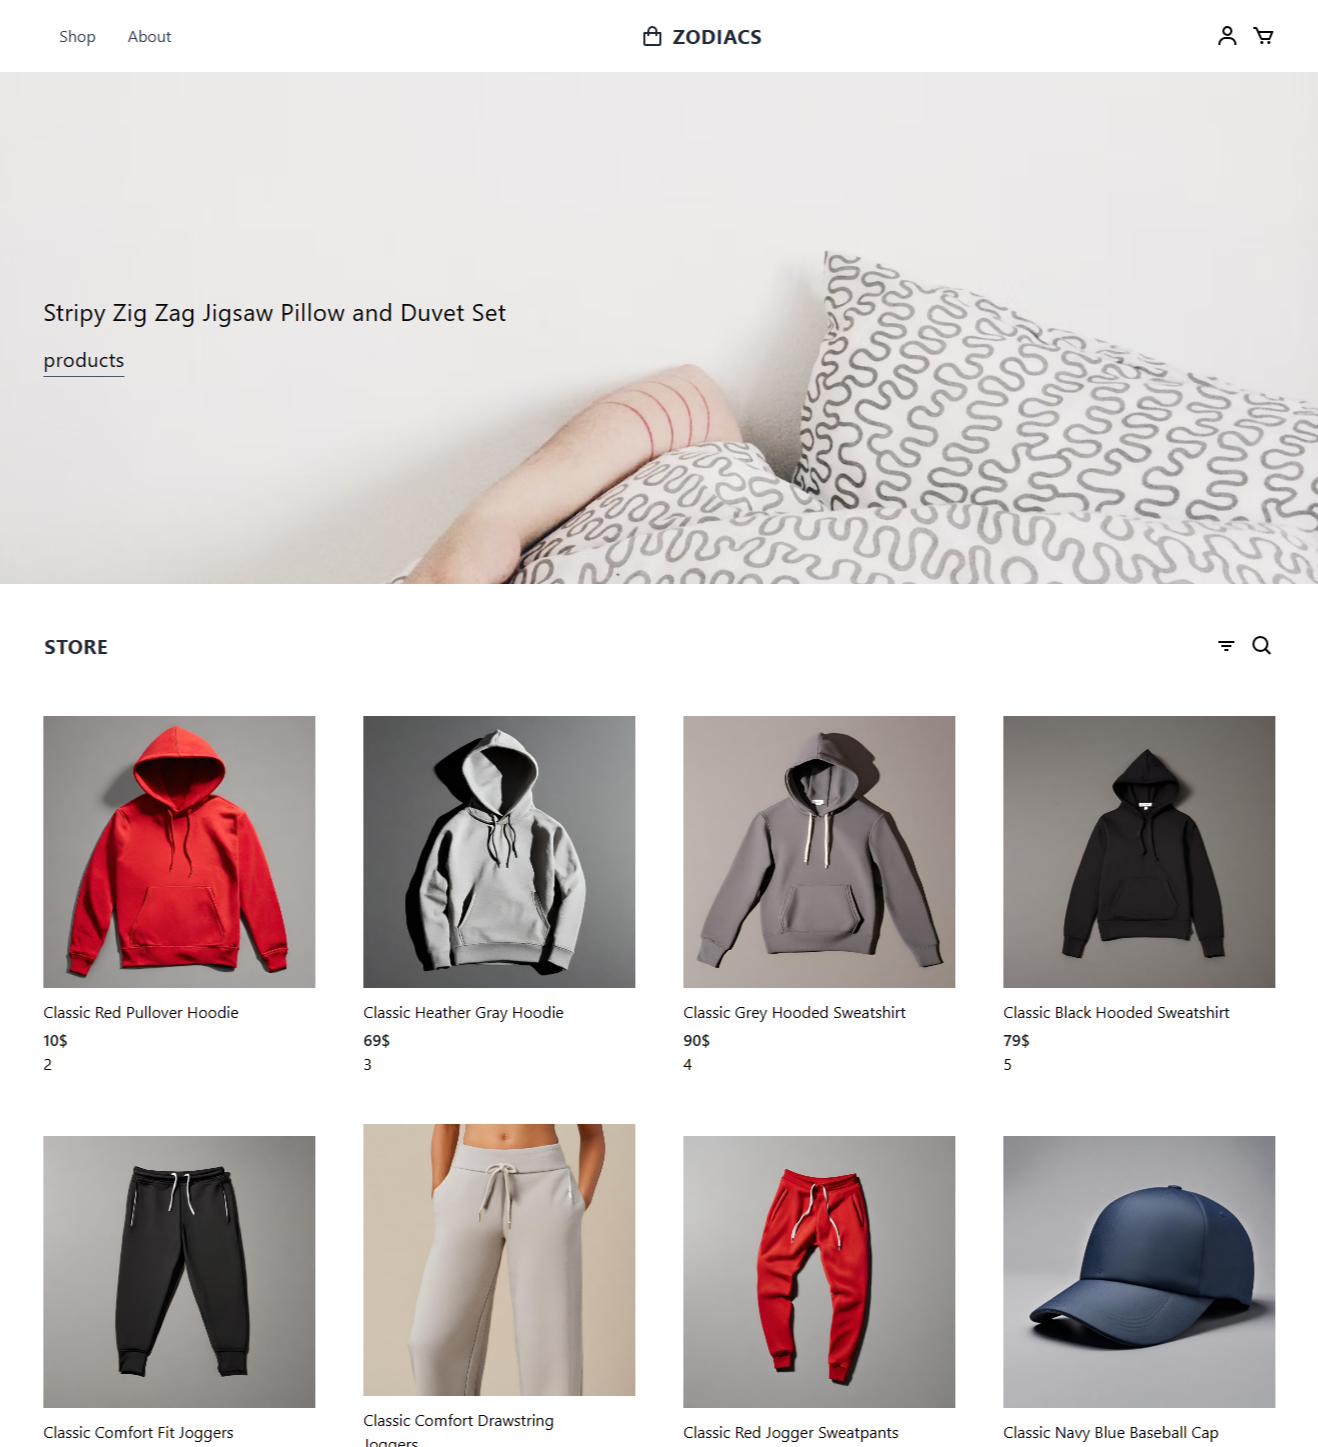 Shop About ZODIACS
Stripy Zig Zag Jigsaw Pillow and Duvet Set
products
STORE
Classic Red Pullover Hoodie
10$
2
Classic Heather Gray Hoodie
69$
3
Classic Grey Hooded Sweatshirt
90$
4
Classic Black Hooded Sweatshirt
79$
5
Classic Comfort Fit Joggers
Classic Comfort Drawstring
Joggers
Classic Red Jogger Sweatpants
Classic Navy Blue Baseball Cap